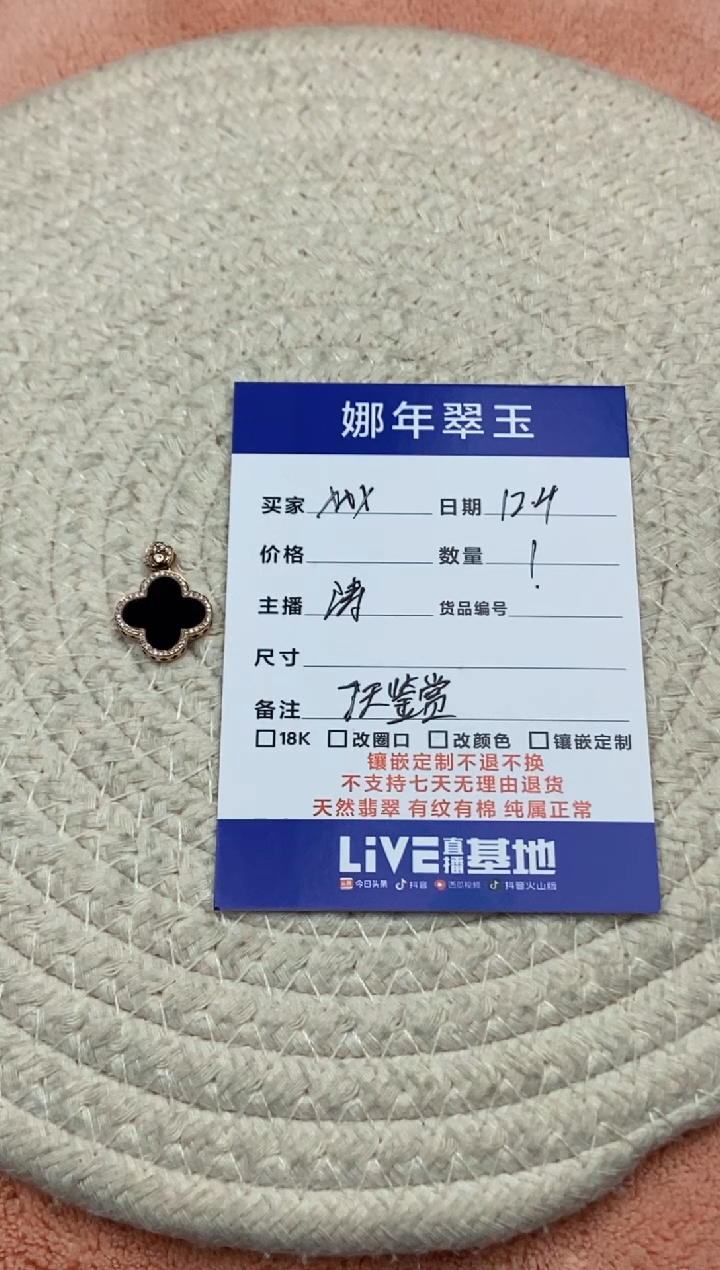 娜年翠玉
买家 日期 12.4
价格 数量 1
主播 涛 货品编号
尺寸
备注 7天鉴赏
18K 改圈口 改颜色 镶嵌定制
镶嵌定制不退不换
不支持七天无理由退货
天然翡翠 有纹有棉 纯属正常
LiVE直播基地
今日头条 抖音 西瓜视频 抖音火山版